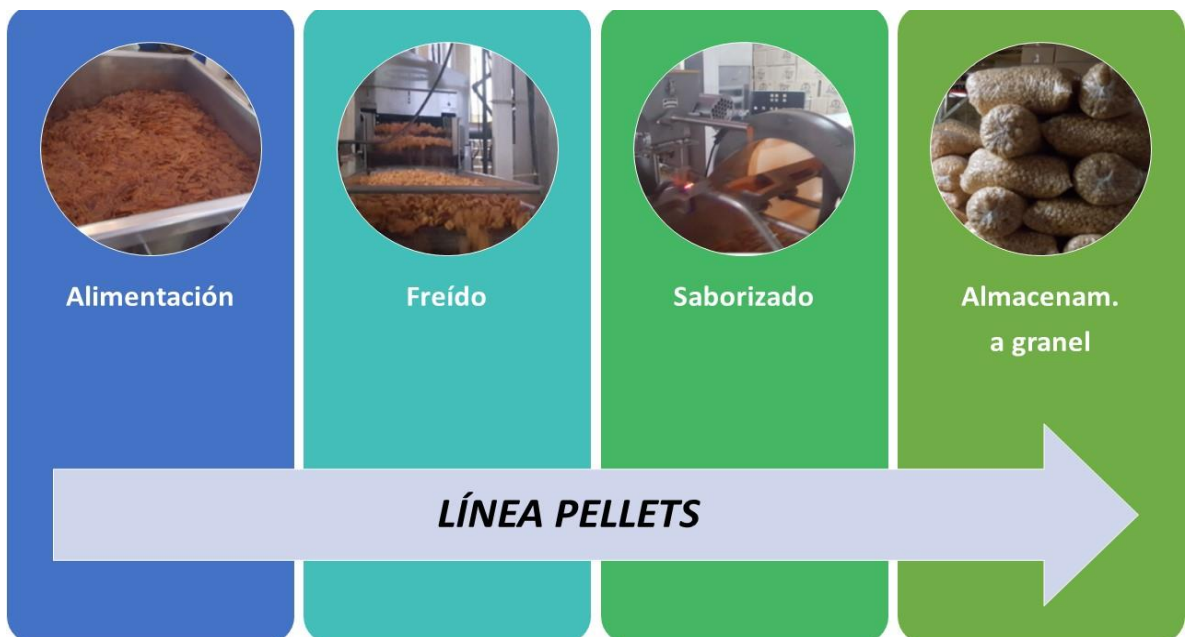 Alimentación
Freído
Saborizado
Almacenam.
a granel
LÍNEA PELLETS